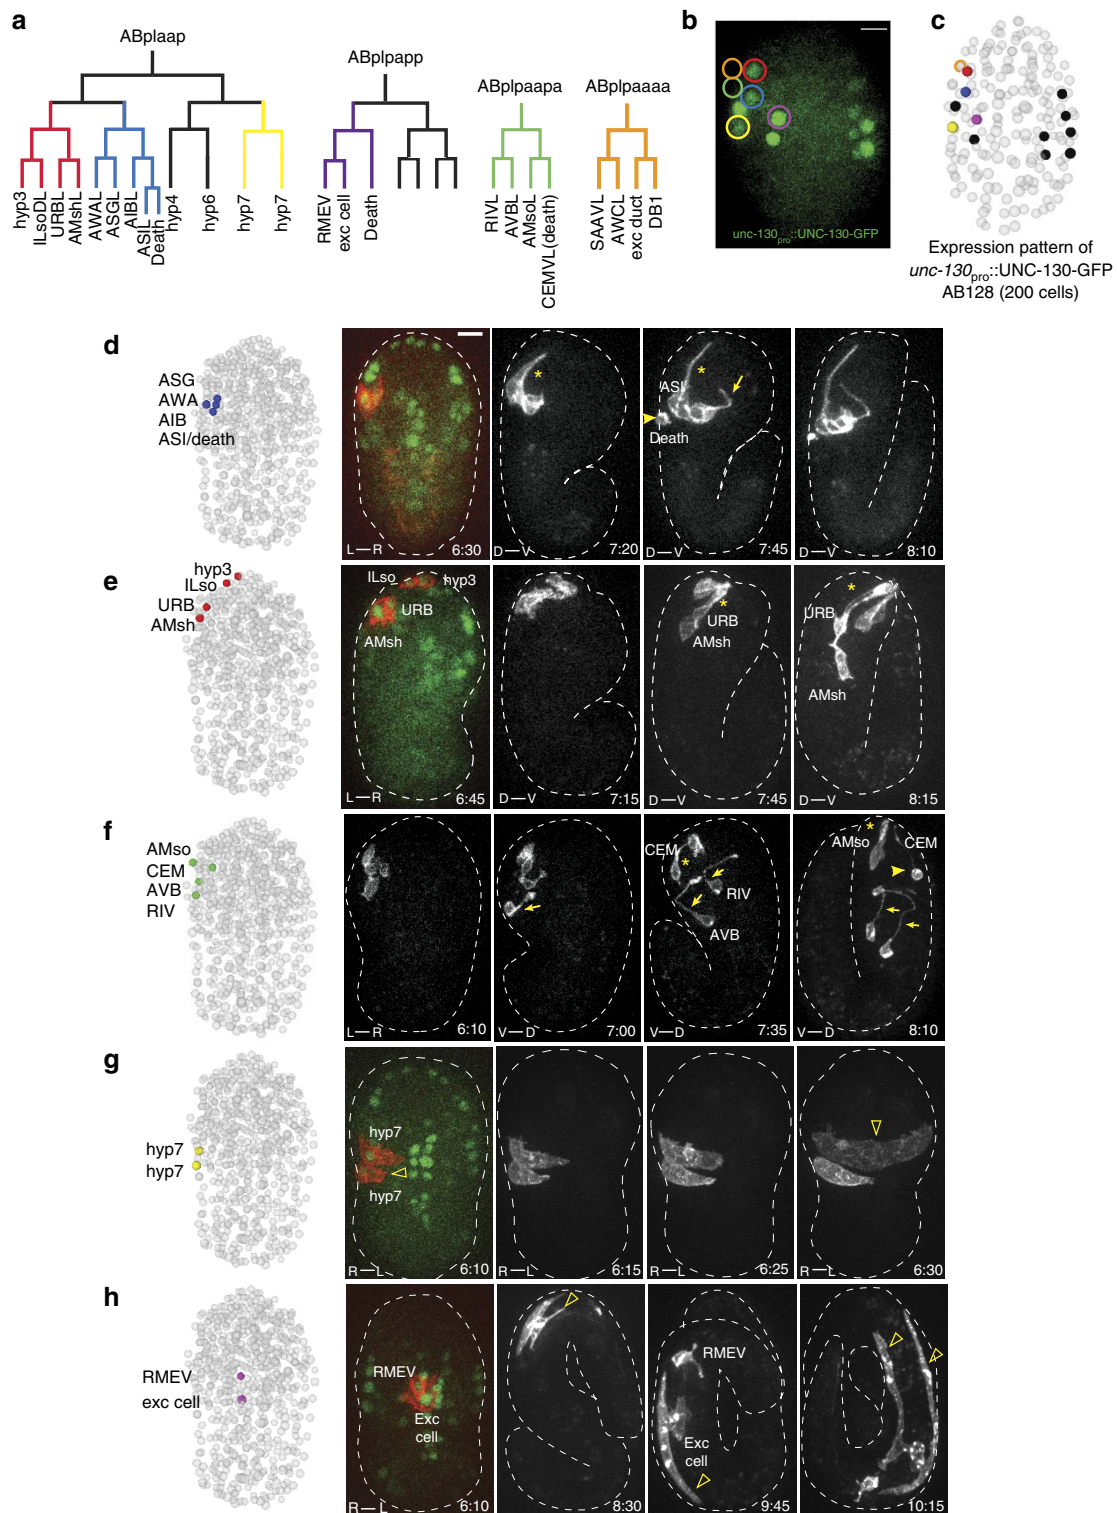 a
ABplaap
ABplpapp
ABplpaapa
ABplpaaaa
hyp3
ILsoDL
URBL
AMshL
AWAL
ASGL
AIBL
ASIL
Death
hyp4
hyp6
hyp7
hyp7
RMEV
exc cell
Death
RIVL
AVBL
AMsoL
CEMVL(death)
SAAVL
AWCL
exc duct
DB1
b
unc-130pro::UNC-130-GFP
c
Expression pattern of
unc-130pro::UNC-130-GFP
AB128 (200 cells)
d
ASG
AWA
AIB
ASI/death
L—R
6:30
*
D—V
7:20
ASI
*
Death
D—V
7:45
D—V
8:10
e
hyp3
ILso
URB
AMsh
ILso
hyp3
URB
AMsh
L—R
6:45
D—V
7:15
*
URB
AMsh
D—V
7:45
*
URB
AMsh
D—V
8:15
f
AMso
CEM
AVB
RIV
L—R
6:10
V—D
7:00
CEM
*
RIV
AVB
V—D
7:35
*
AMso
CEM
V—D
8:10
g
hyp7
hyp7
hyp7
hyp7
R—L
6:10
R—L
6:15
R—L
6:25
R—L
6:30
h
RMEV
exc cell
RMEV
Exc
cell
R—L
6:10
8:30
RMEV
Exc
cell
9:45
10:15